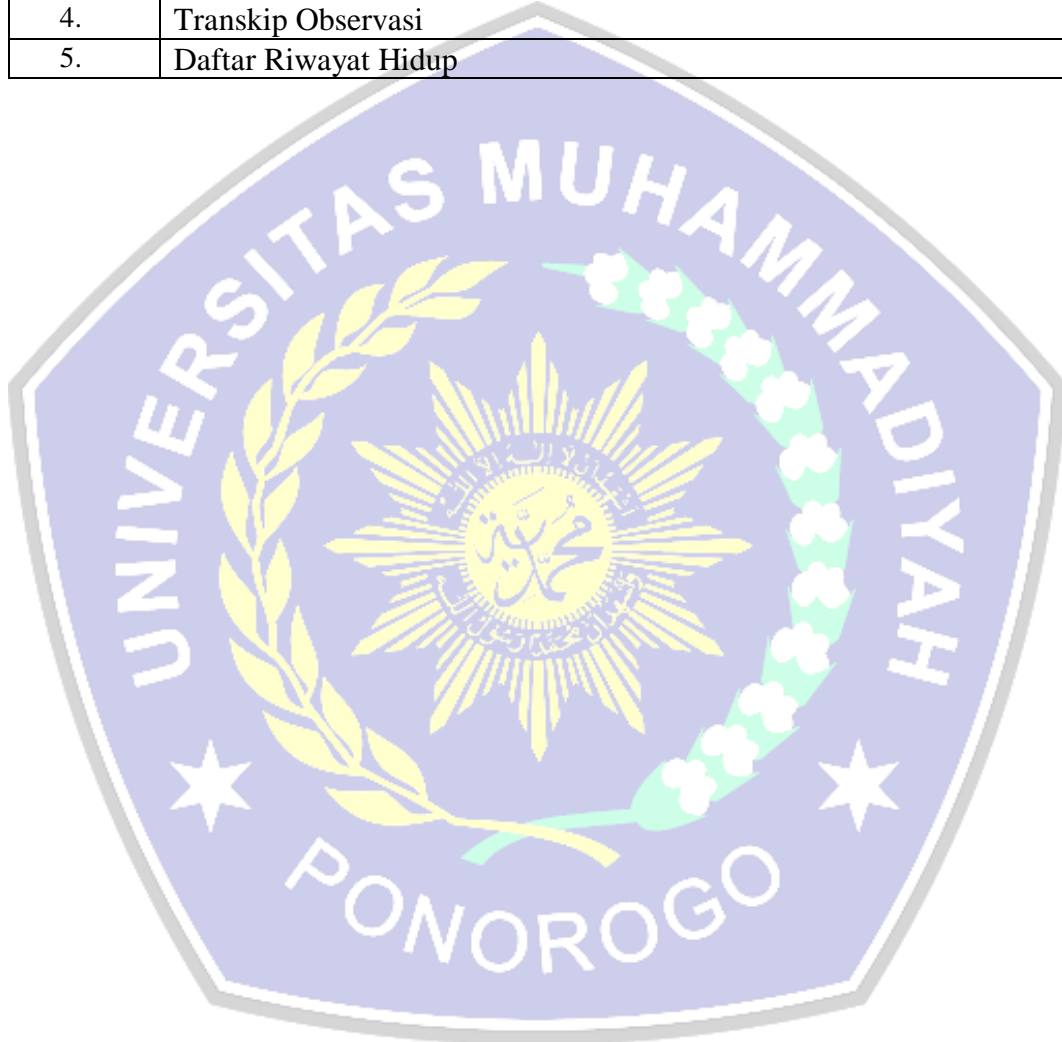 4. Transkip Observasi
5. Daftar Riwayat Hidup
UNIVERSITAS MUHAMMADIYAH
PONOROGO